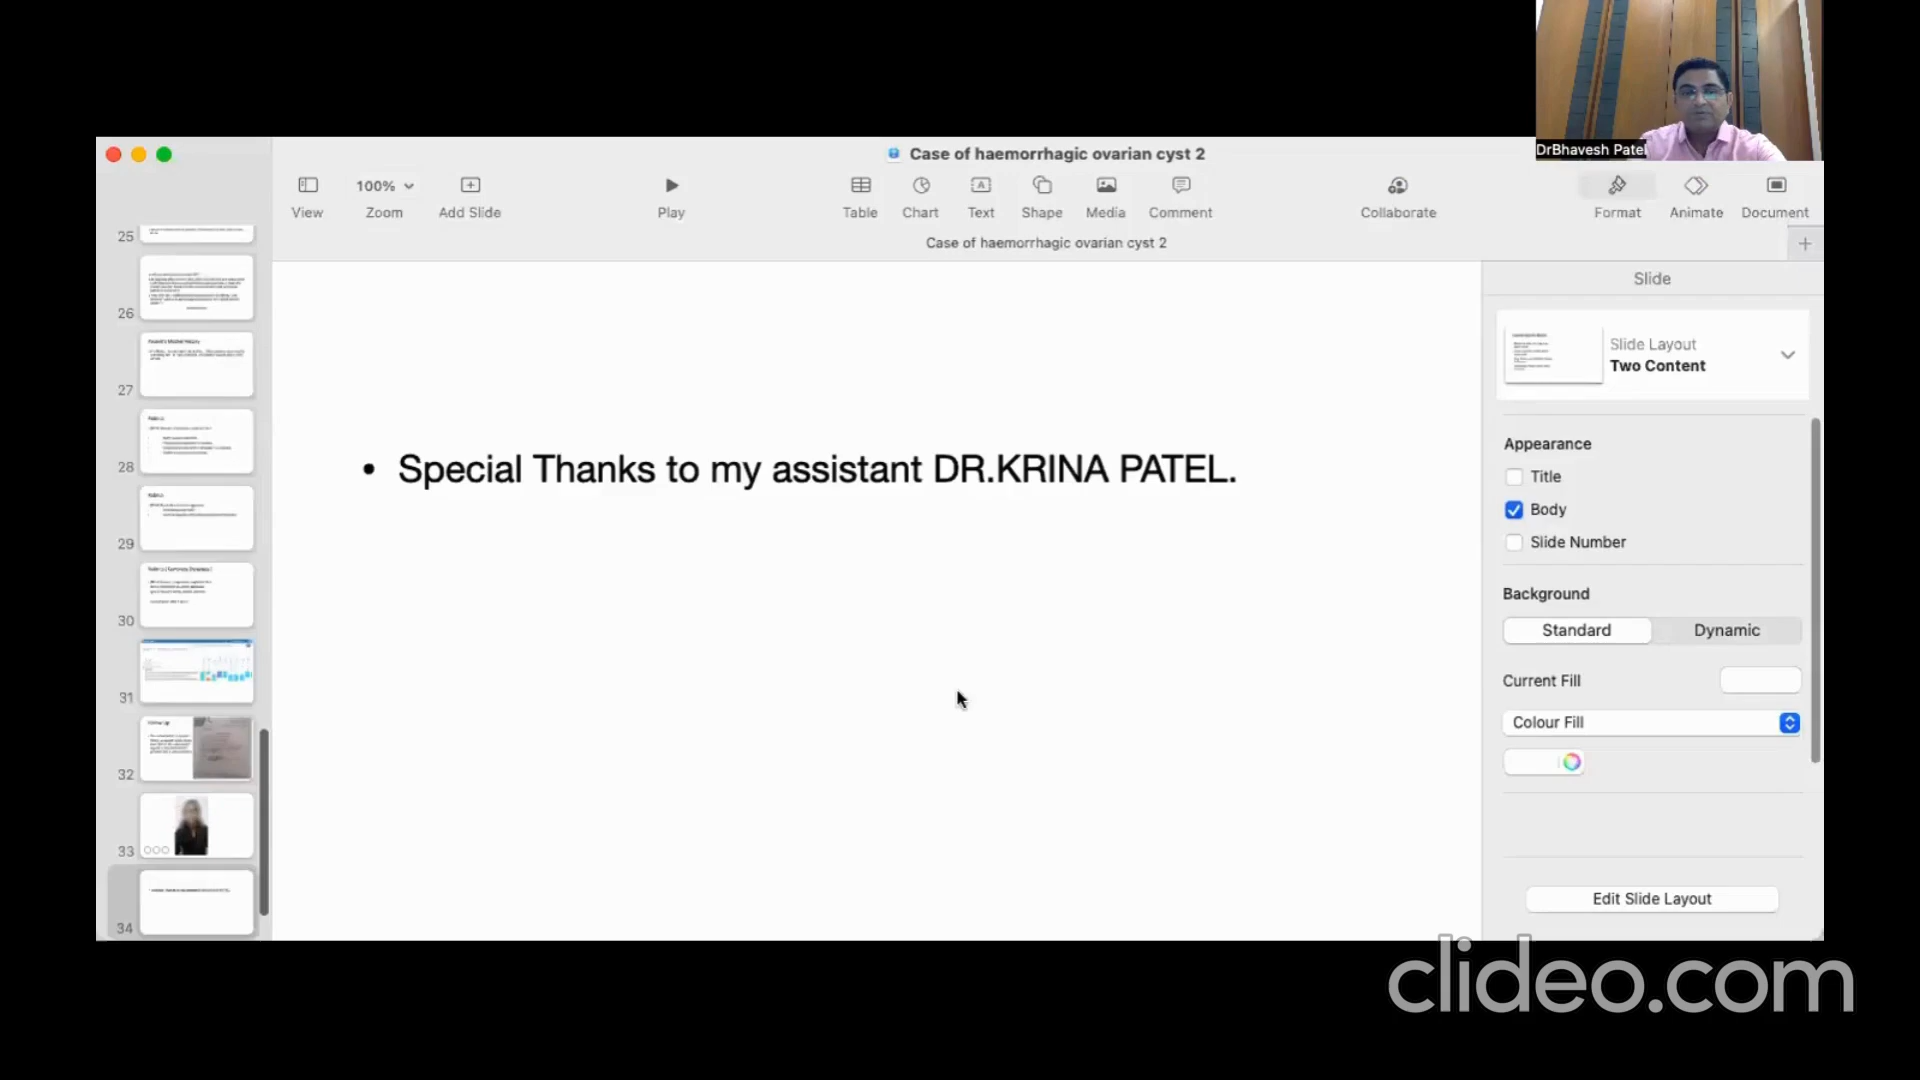 DrBhavesh Patel
Case of haemorrhagic ovarian cyst 2
View
100%
Zoom
Add Slide
Play
Table
Chart
Text
Shape
Media
Comment
Collaborate
Format
Animate
Document
Case of haemorrhagic ovarian cyst 2
25
26
27
28
29
30
31
32
33
34
• Special Thanks to my assistant DR.KRINA PATEL.
Slide
Slide Layout
Two Content
Appearance
Title
Body
Slide Number
Background
Standard
Dynamic
Current Fill
Colour Fill
Edit Slide Layout
clideo.com